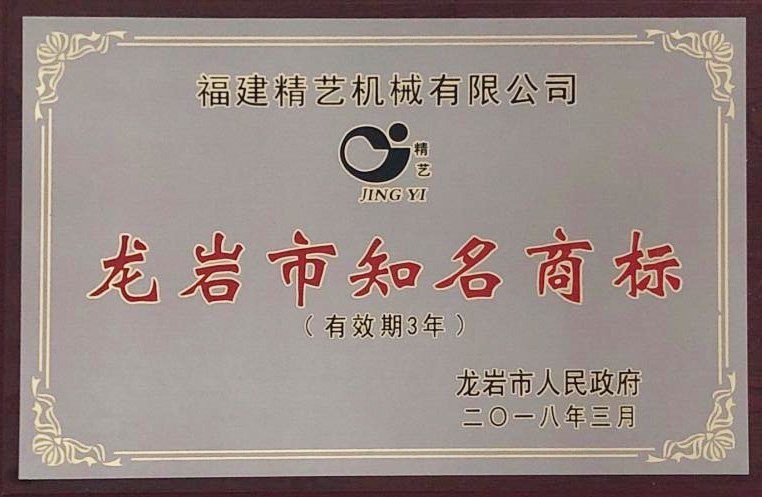 福建精艺机械有限公司
精艺
JING YI
龙岩市知名商标
（有效期3年）
龙岩市人民政府
二〇一八年三月